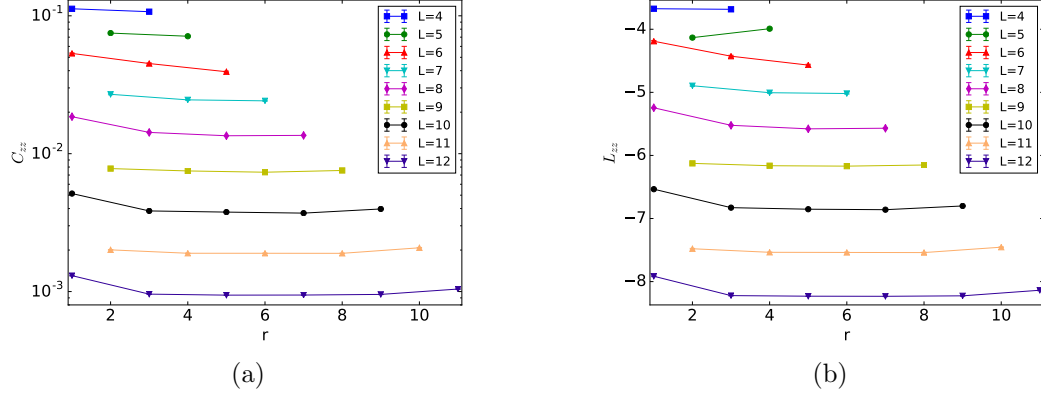 10⁻¹
10⁻²
10⁻³
C_zz
2
4
6
8
10
r
L=4
L=5
L=6
L=7
L=8
L=9
L=10
L=11
L=12
(a)
−4
−5
−6
−7
−8
L_zz
2
4
6
8
10
r
L=4
L=5
L=6
L=7
L=8
L=9
L=10
L=11
L=12
(b)